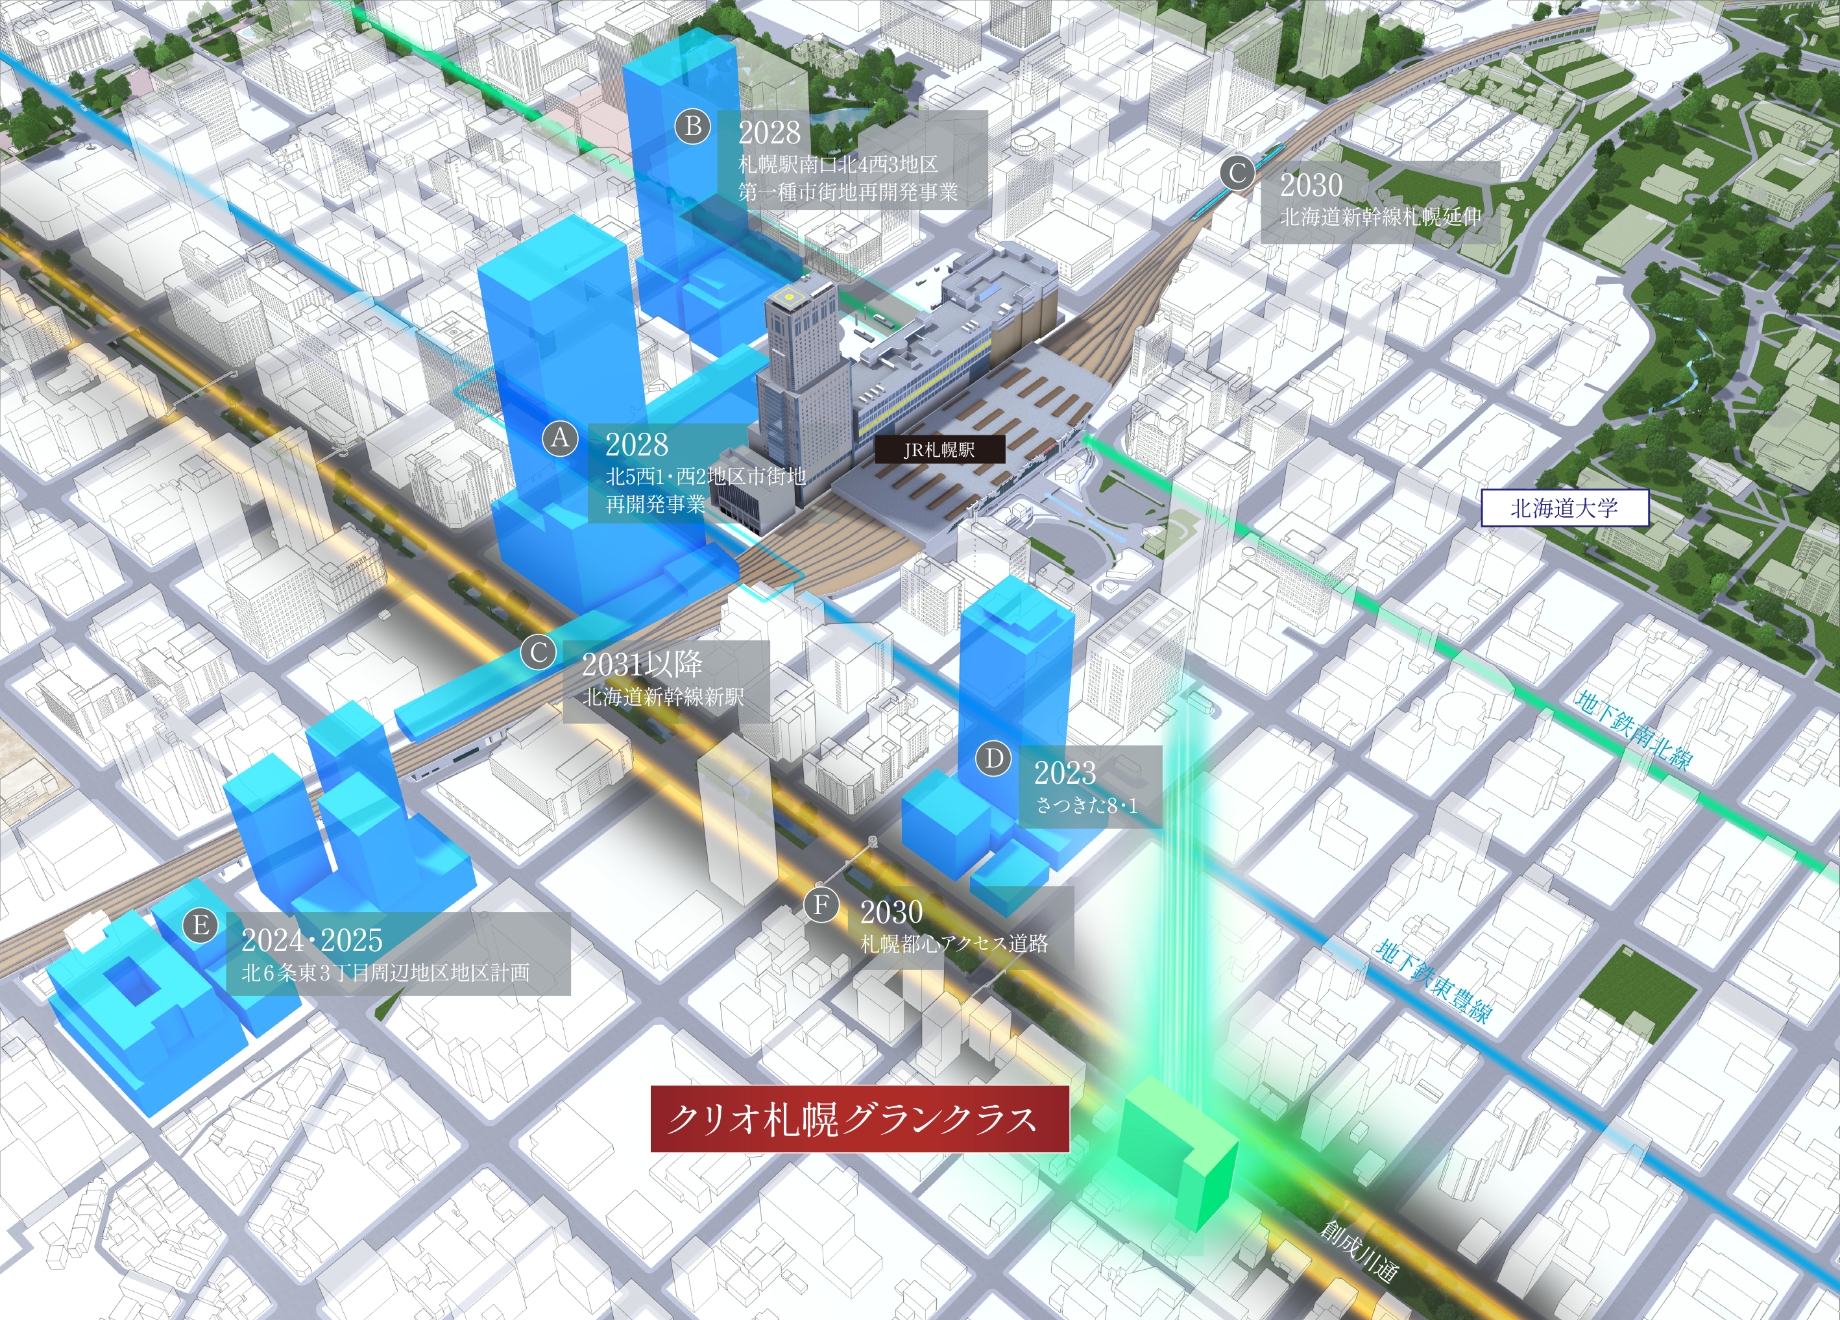 B
2028
札幌駅南口北4西3地区
第一種市街地再開発事業
C
2030
北海道新幹線札幌延伸
A
2028
北5西1・西2地区市街地
再開発事業
JR札幌駅
北海道大学
C
2031以降
北海道新幹線新駅
地下鉄南北線
D
2023
さつきた8・1
E
2024・2025
北6条東3丁目周辺地区地区計画
F
2030
札幌都心アクセス道路
地下鉄東豊線
クリオ札幌グランクラス
創成川通